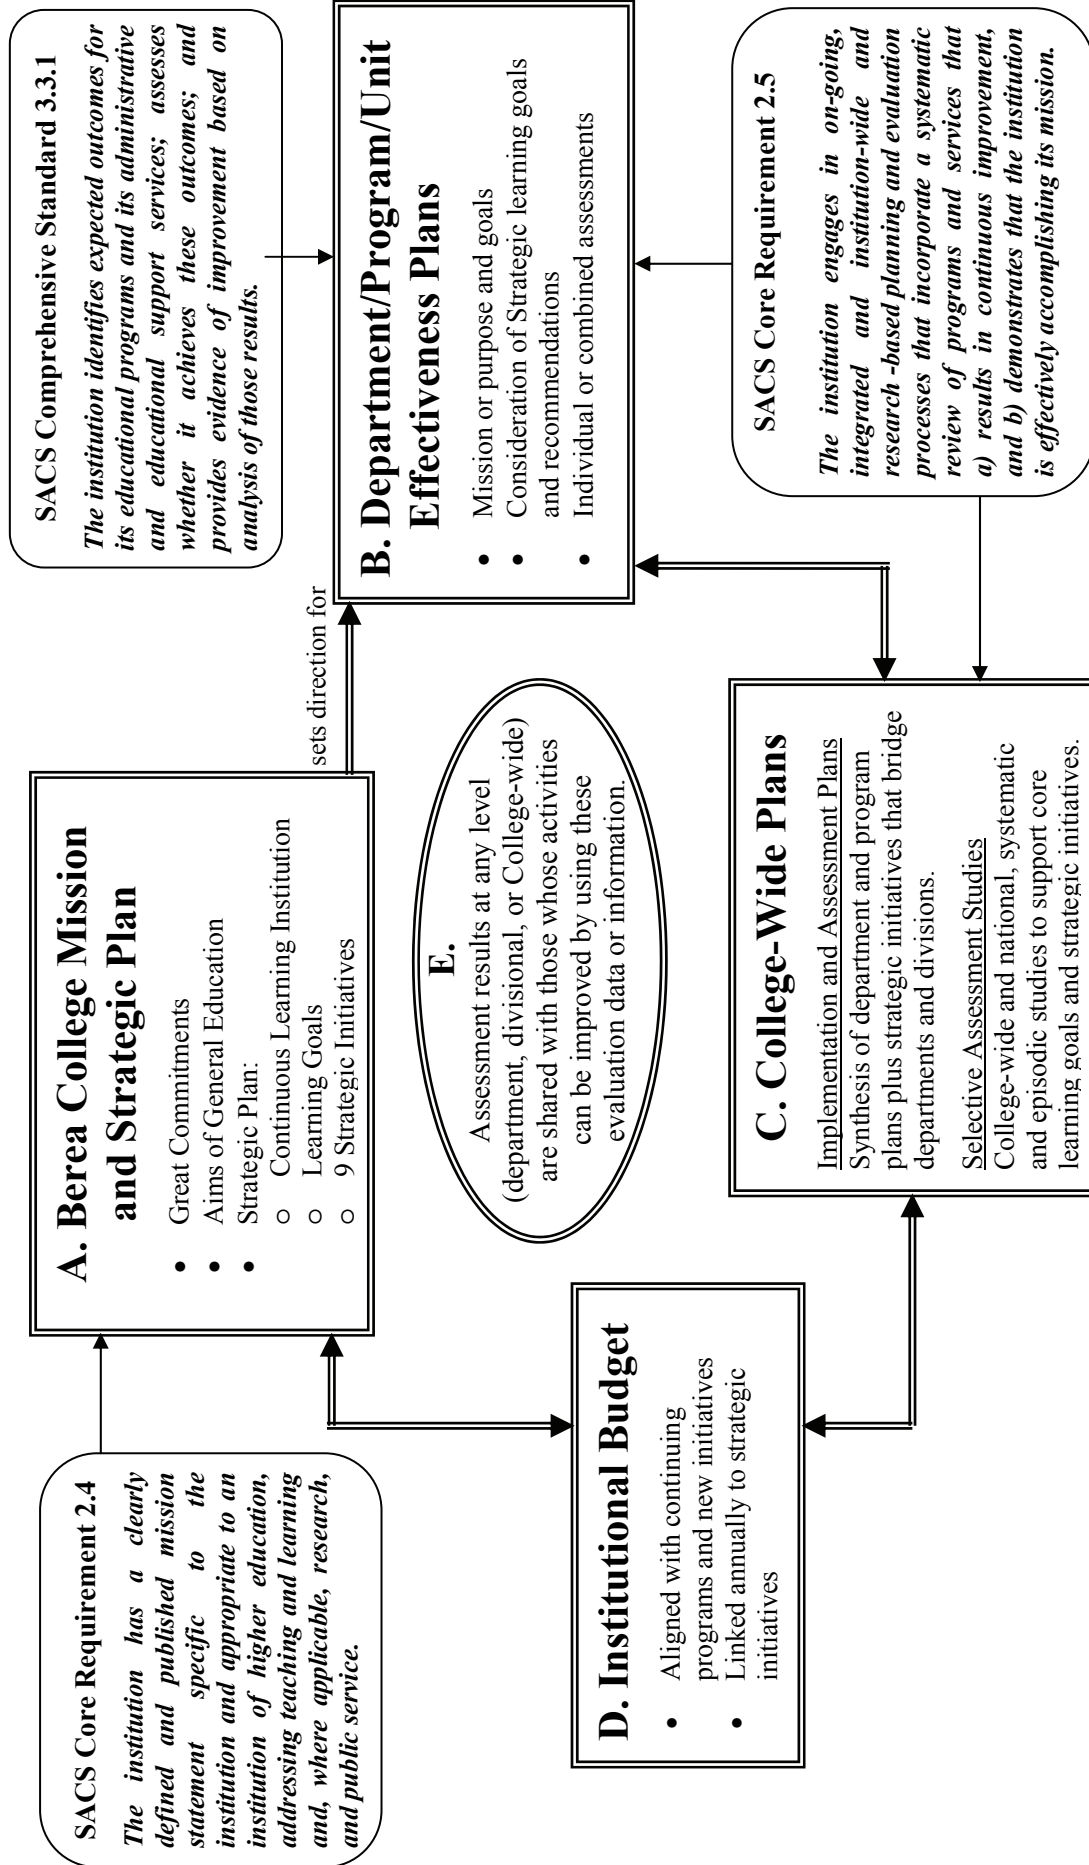 SACS Core Requirement 2.4
The institution has a clearly
defined and published mission
statement specific to the
institution and appropriate to an
institution of higher education,
addressing teaching and learning
and, where applicable, research,
and public service.
A. Berea College Mission
and Strategic Plan
• Great Commitments
• Aims of General Education
• Strategic Plan:
○ Continuous Learning Institution
○ Learning Goals
○ 9 Strategic Initiatives
sets direction for
SACS Comprehensive Standard 3.3.1
The institution identifies expected outcomes for
its educational programs and its administrative
and educational support services; assesses
whether it achieves these outcomes; and
provides evidence of improvement based on
analysis of those results.
B. Department/Program/Unit
Effectiveness Plans
• Mission or purpose and goals
• Consideration of Strategic learning goals
and recommendations
• Individual or combined assessments
E.
Assessment results at any level
(department, divisional, or College-wide)
are shared with those whose activities
can be improved by using these
evaluation data or information.
D. Institutional Budget
• Aligned with continuing
programs and new initiatives
• Linked annually to strategic
initiatives
C. College-Wide Plans
Implementation and Assessment Plans
Synthesis of department and program
plans plus strategic initiatives that bridge
departments and divisions.
Selective Assessment Studies
College-wide and national, systematic
and episodic studies to support core
learning goals and strategic initiatives.
SACS Core Requirement 2.5
The institution engages in on-going,
integrated and institution-wide and
research -based planning and evaluation
processes that incorporate a systematic
review of programs and services that
a) results in continuous improvement,
and b) demonstrates that the institution
is effectively accomplishing its mission.